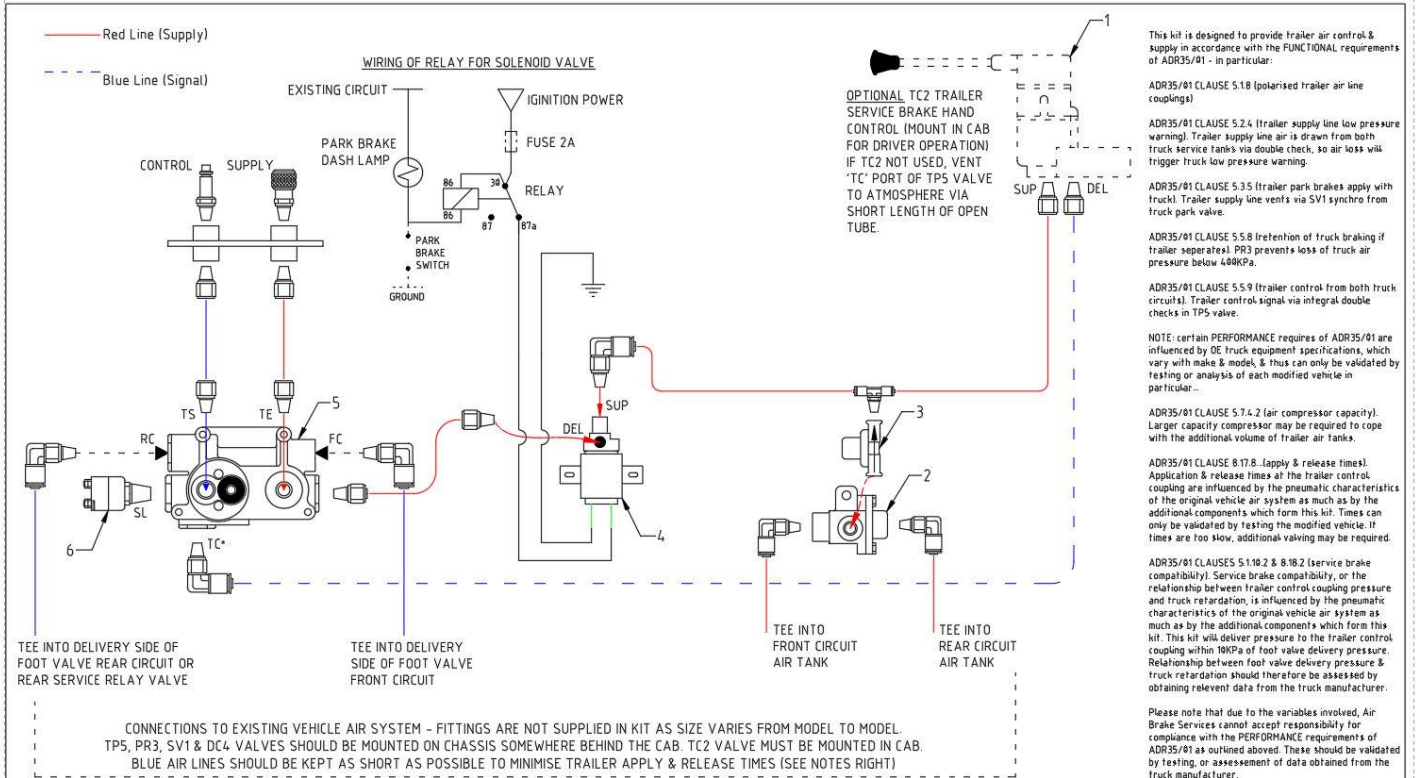 Red Line (Supply)
Blue Line (Signal)
WIRING OF RELAY FOR SOLENOID VALVE
EXISTING CIRCUIT
IGNITION POWER
FUSE 2A
PARK BRAKE
DASH LAMP
86
30
RELAY
86
87
87a
PARK
BRAKE
SWITCH
GROUND
CONTROL
SUPPLY
OPTIONAL TC2 TRAILER
SERVICE BRAKE HAND
CONTROL (MOUNT IN CAB
FOR DRIVER OPERATION)
IF TC2 NOT USED, VENT
'TC' PORT OF TP5 VALVE
TO ATMOSPHERE VIA
SHORT LENGTH OF OPEN
TUBE.
1
SUP
DEL
TS
TE
5
RC
FC
SL
6
TC*
SUP
DEL
4
3
2
TEE INTO DELIVERY SIDE OF
FOOT VALVE REAR CIRCUIT OR
REAR SERVICE RELAY VALVE
TEE INTO DELIVERY
SIDE OF FOOT VALVE
FRONT CIRCUIT
TEE INTO
FRONT CIRCUIT
AIR TANK
TEE INTO
REAR CIRCUIT
AIR TANK
CONNECTIONS TO EXISTING VEHICLE AIR SYSTEM - FITTINGS ARE NOT SUPPLIED IN KIT AS SIZE VARIES FROM MODEL TO MODEL.
TP5, PR3, SV1 & DC4 VALVES SHOULD BE MOUNTED ON CHASSIS SOMEWHERE BEHIND THE CAB. TC2 VALVE MUST BE MOUNTED IN CAB.
BLUE AIR LINES SHOULD BE KEPT AS SHORT AS POSSIBLE TO MINIMISE TRAILER APPLY & RELEASE TIMES (SEE NOTES RIGHT)
This kit is designed to provide trailer air control &
supply in accordance with the FUNCTIONAL requirements
of ADR35/01 - in particular:
ADR35/01 CLAUSE 5.1.8 (polarised trailer air line
couplings)
ADR35/01 CLAUSE 5.2.4 (trailer supply line low pressure
warning). Trailer supply line air is drawn from both
truck service tanks via double check, so air loss will
trigger truck low pressure warning.
ADR35/01 CLAUSE 5.3.5 (trailer park brakes apply with
truck). Trailer supply line vents via SV1 synchro from
truck park valve.
ADR35/01 CLAUSE 5.5.8 (retention of truck braking if
trailer seperates). PR3 prevents loss of truck air
pressure below 400KPa.
ADR35/01 CLAUSE 5.5.9 (trailer control from both truck
circuits). Trailer control signal via integral double
checks in TP5 valve.
NOTE: certain PERFORMANCE requires of ADR35/01 are
influenced by OE truck equipment specifications, which
vary with make & model, & thus can only be validated by
testing or analysis of each modified vehicle in
particular...
ADR35/01 CLAUSE 5.7.4.2 (air compressor capacity).
Larger capacity compressor may be required to cope
with the additional volume of trailer air tanks.
ADR35/01 CLAUSE 8.17.8...(apply & release times).
Application & release times at the trailer control
coupling are influenced by the pneumatic characteristics
of the original vehicle air system as much as by the
additional components which form this kit. Times can
only be validated by testing the modified vehicle. If
times are too slow, additional valving may be required.
ADR35/01 CLAUSES 5.1.10.2 & 8.18.2 (service brake
compatibility). Service brake compatibility, or the
relationship between trailer control coupling pressure
and truck retardation, is influenced by the pneumatic
characteristics of the original vehicle air system as
much as by the additional components which form this
kit. This kit will deliver pressure to the trailer control
coupling within 10KPa of foot valve delivery pressure.
Relationship between foot valve delivery pressure &
truck retardation should therefore be assessed by
obtaining relevent data from the truck manufacturer.
Please note that due to the variables involved, Air
Brake Services cannot accept responsibility for
compliance with the PERFORMANCE requirements of
ADR35/01 as outlined aboved. These should be validated
by testing, or assessement of data obtained from the
truck manufacturer.